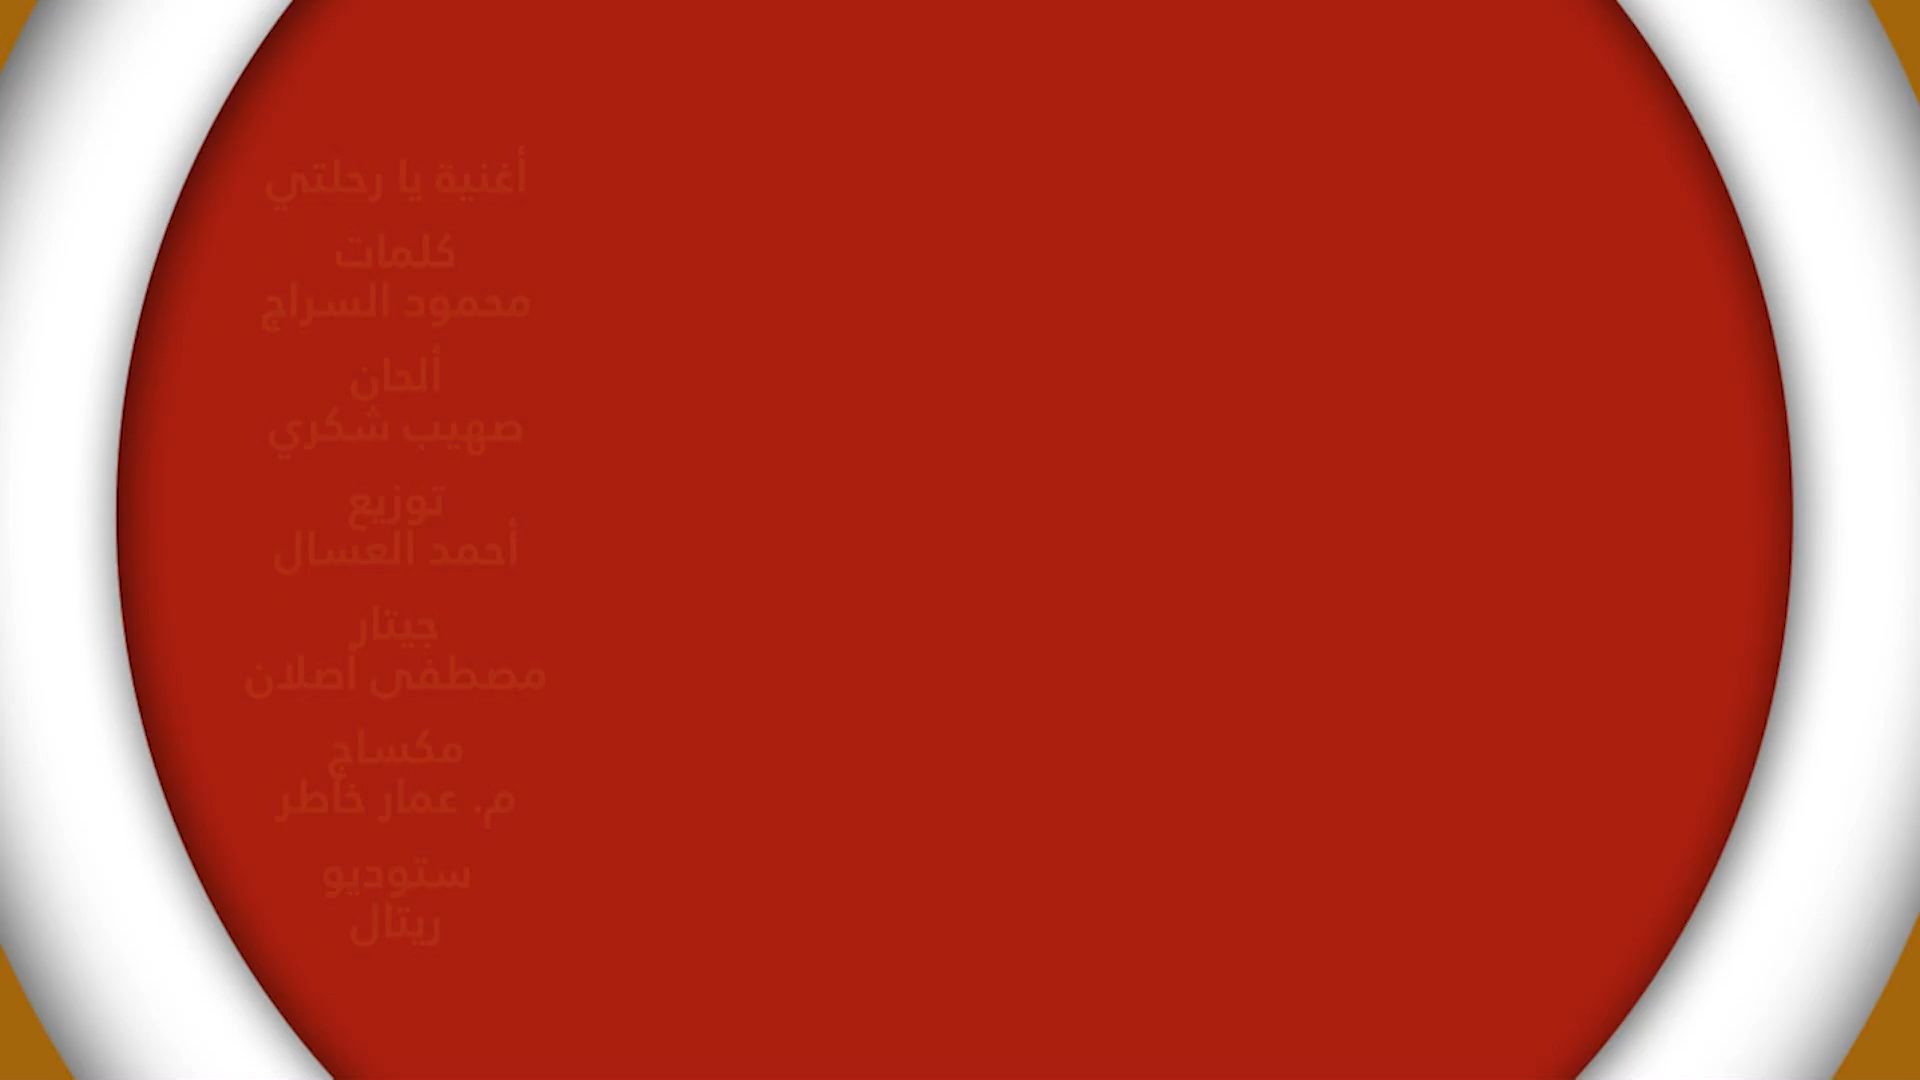 أغنية يا رحلتي
كلمات
محمود السراج
ألحان
صهيب شكري
توزيع
أحمد العسال
جيتار
مصطفى أصلان
مكساج
م. عمار خاطر
ستوديو
ريتال